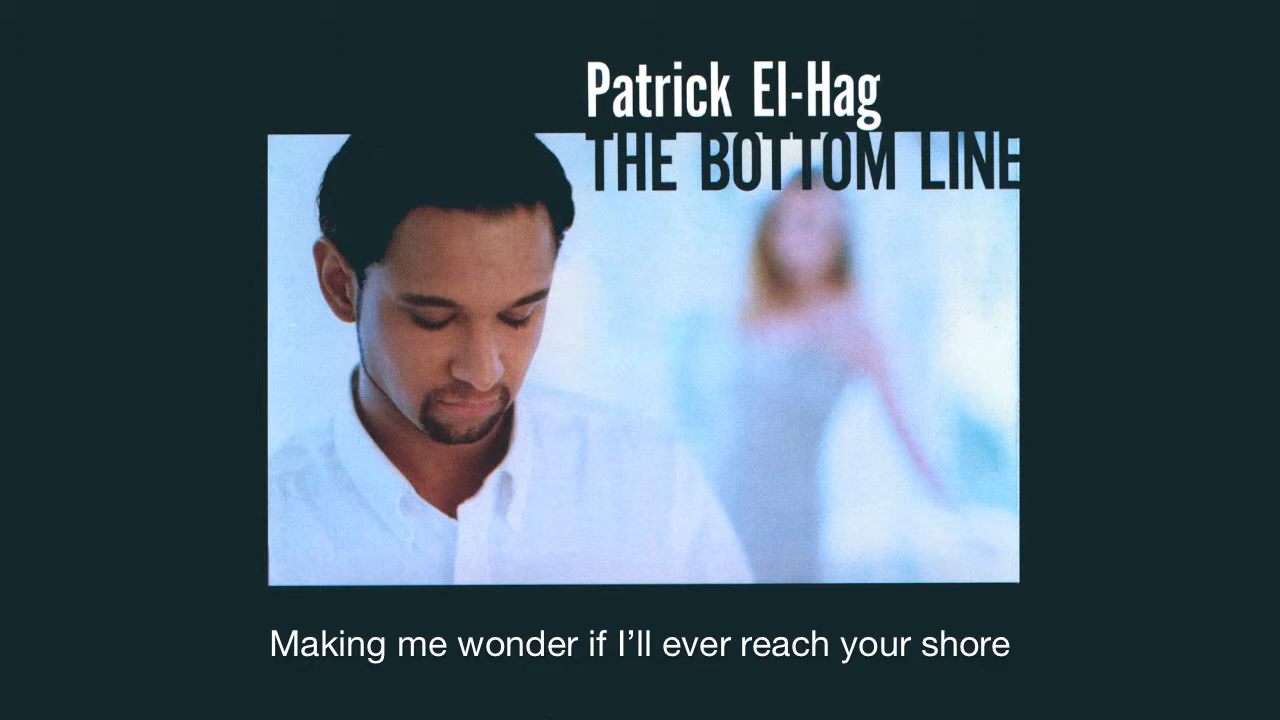 Patrick El-Hag
THE BOTTOM LINE
Making me wonder if I’ll ever reach your shore